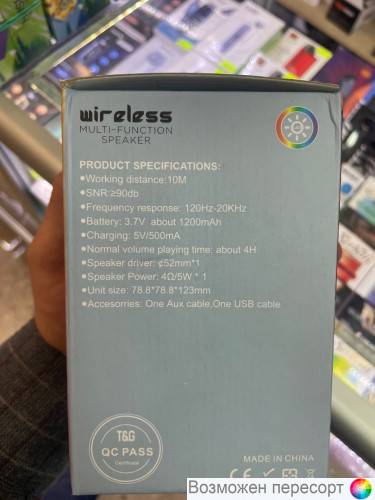 wireless
MULTI-FUNCTION
SPEAKER
PRODUCT SPECIFICATIONS:
●Working distance:10M
●SNR:≥90db
●Frequency response: 120Hz-20KHz
●Battery: 3.7V about 1200mAh
●Charging: 5V/500mA
●Normal volume playing time: about 4H
●Speaker driver: ¢52mm*1
●Speaker Power: 4Ω/5W * 1
●Unit size: 78.8*78.8*123mm
●Accesorries: One Aux cable,One USB cable
T&G
QC PASS
Certificate
MADE IN CHINA
Возможен пересорт